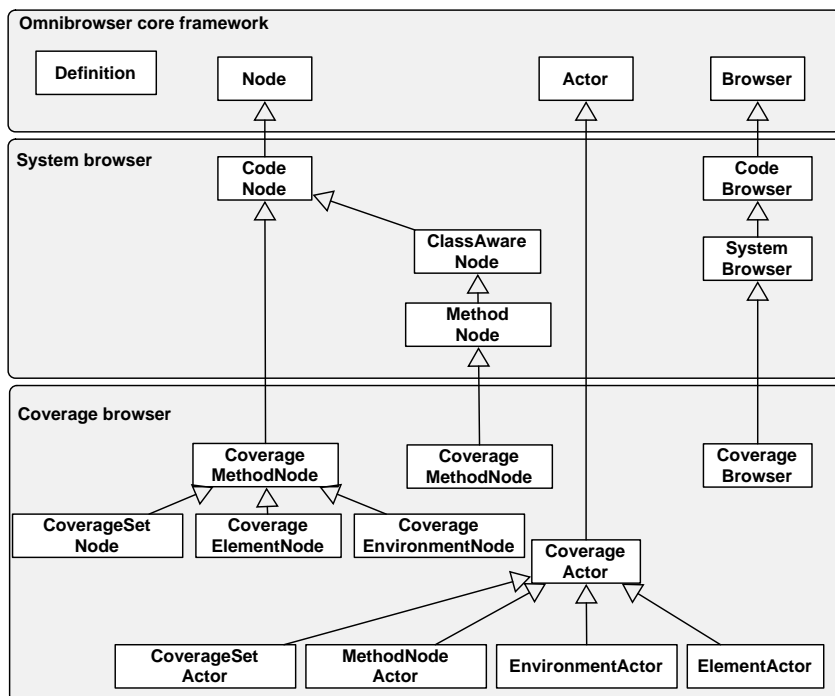 Omnibrowser core framework
Definition
Node
Actor
Browser
System browser
Code
Node
Code
Browser
ClassAware
Node
System
Browser
Method
Node
Coverage browser
Coverage
MethodNode
Coverage
MethodNode
Coverage
Browser
CoverageSet
Node
Coverage
ElementNode
Coverage
EnvironmentNode
Coverage
Actor
CoverageSet
Actor
MethodNode
Actor
EnvironmentActor
ElementActor